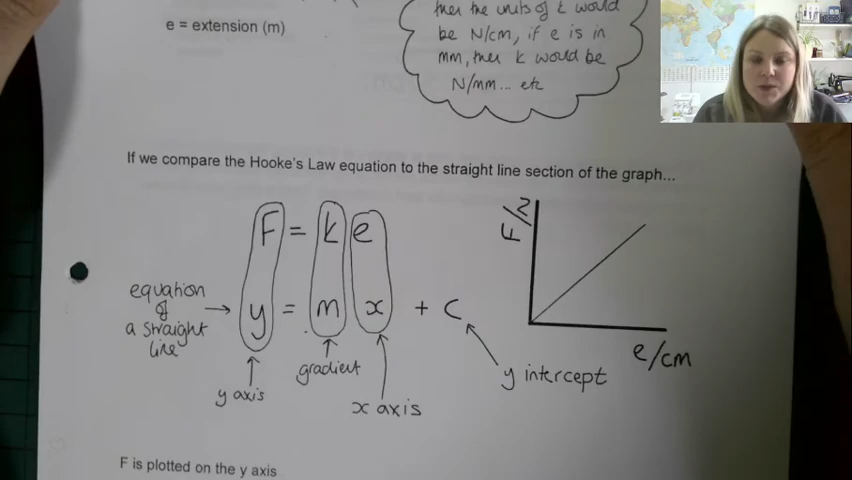 then the units of k would
e = extension (m)
be N/cm, if e is in
mm, then k would be
N/mm... etc
If we compare the Hooke's Law equation to the straight line section of the graph...
F = k e
F/N
equation
of
a straight
line
→ y = m x + c
e/cm
gradient
y intercept
y axis
x axis
F is plotted on the y axis